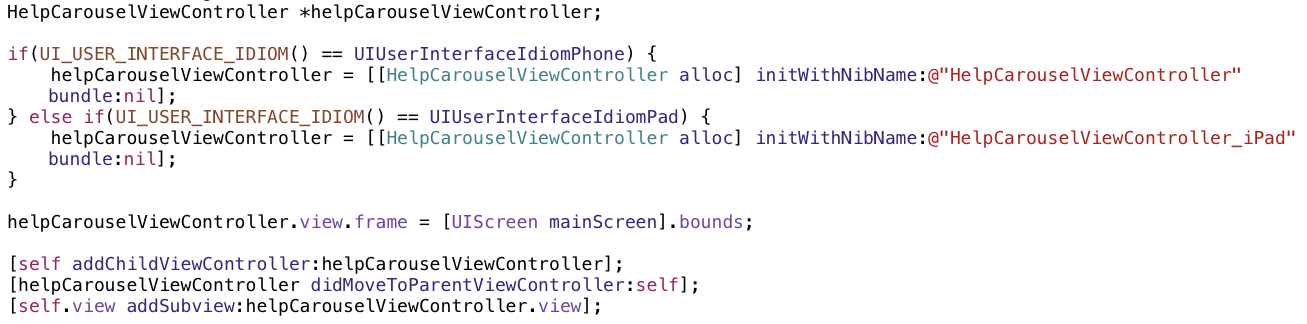 HelpCarouselViewController *helpCarouselViewController;
if(UI_USER_INTERFACE_IDIOM() == UIUserInterfaceIdiomPhone) {
helpCarouselViewController = [[HelpCarouselViewController alloc] initWithNibName:@"HelpCarouselViewController"
bundle:nil];
} else if(UI_USER_INTERFACE_IDIOM() == UIUserInterfaceIdiomPad) {
helpCarouselViewController = [[HelpCarouselViewController alloc] initWithNibName:@"HelpCarouselViewController_iPad"
bundle:nil];
}
helpCarouselViewController.view.frame = [UIScreen mainScreen].bounds;
[self addChildViewController:helpCarouselViewController];
[helpCarouselViewController didMoveToParentViewController:self];
[self.view addSubview:helpCarouselViewController.view];